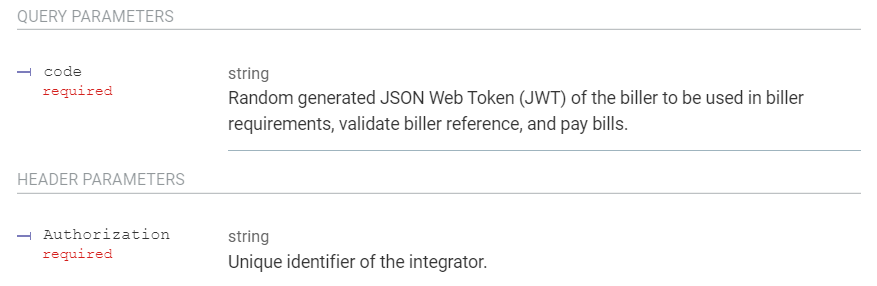 QUERY PARAMETERS
code
required
string
Random generated JSON Web Token (JWT) of the biller to be used in biller
requirements, validate biller reference, and pay bills.
HEADER PARAMETERS
Authorization
required
string
Unique identifier of the integrator.